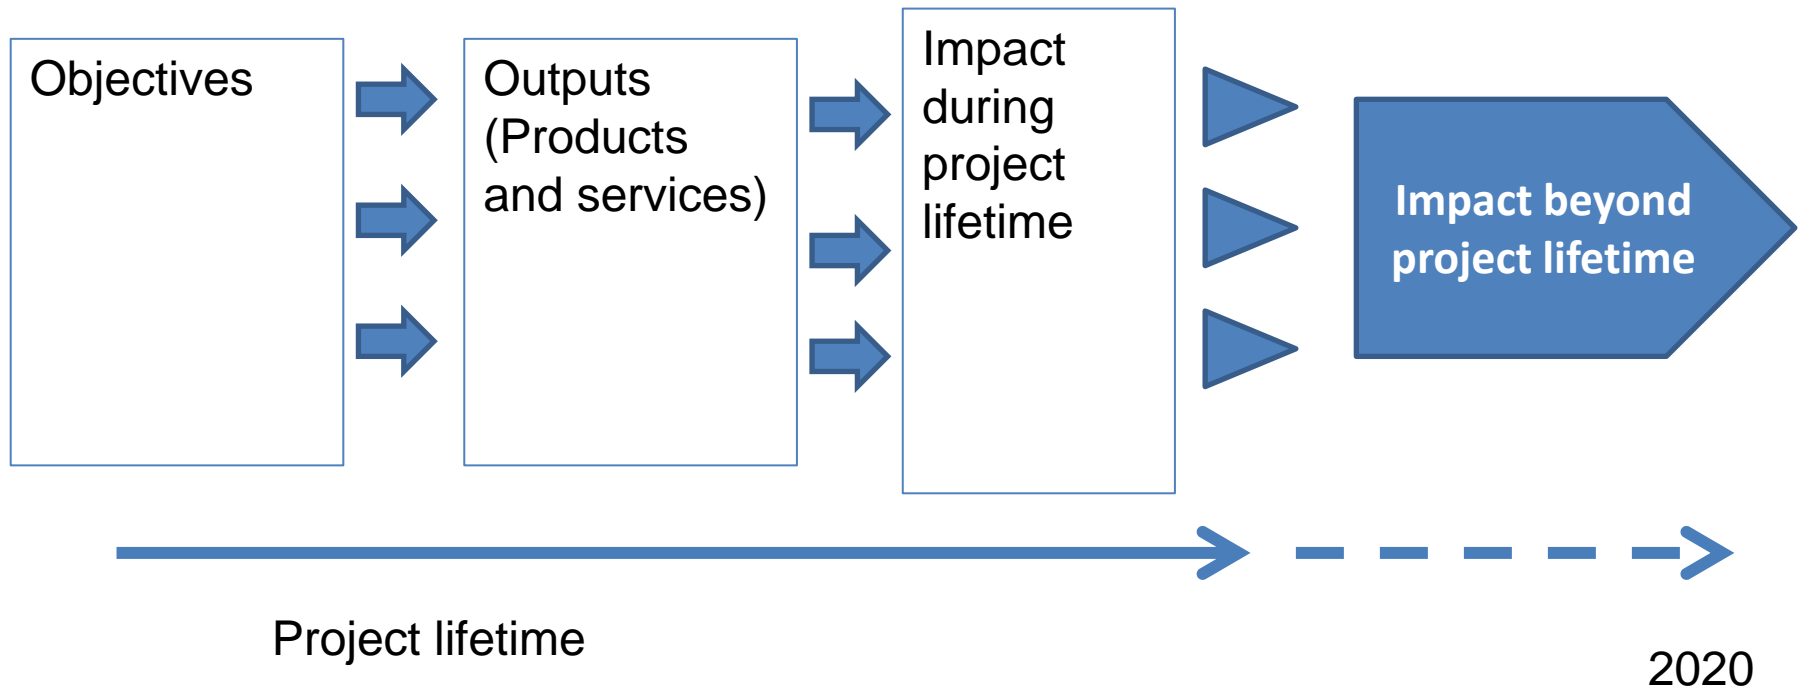 Objectives
Outputs
(Products
and services)
Impact
during
project
lifetime
Impact beyond
project lifetime
Project lifetime
2020